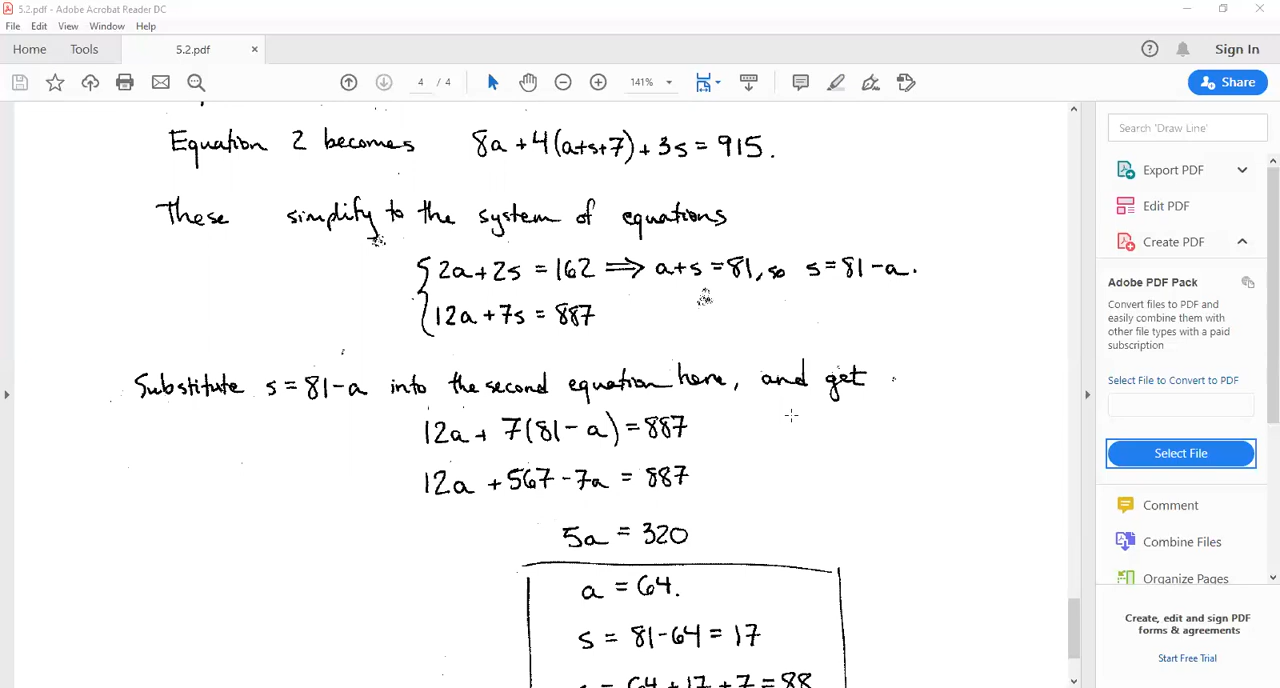 5.2.pdf - Adobe Acrobat Reader DC
File Edit View Window Help
Home Tools 5.2.pdf × Sign In
4 / 4 141% Share
Equation 2 becomes 8a + 4(a+s+7) + 3s = 915.
These simplify to the system of equations
2a + 2s = 162 ⟹ a+s = 81, so s = 81 - a.
12a + 7s = 887
Substitute s = 81 - a into the second equation here, and get
12a + 7(81 - a) = 887
12a + 567 - 7a = 887
5a = 320
a = 64.
s = 81 - 64 = 17
= 64 + 17 + 7 = 88
Search "Draw Line"
Export PDF
Edit PDF
Create PDF
Adobe PDF Pack
Convert files to PDF and
easily combine them with
other file types with a paid
subscription
Select File to Convert to PDF
Select File
Comment
Combine Files
Organize Pages
Create, edit and sign PDF
forms & agreements
Start Free Trial